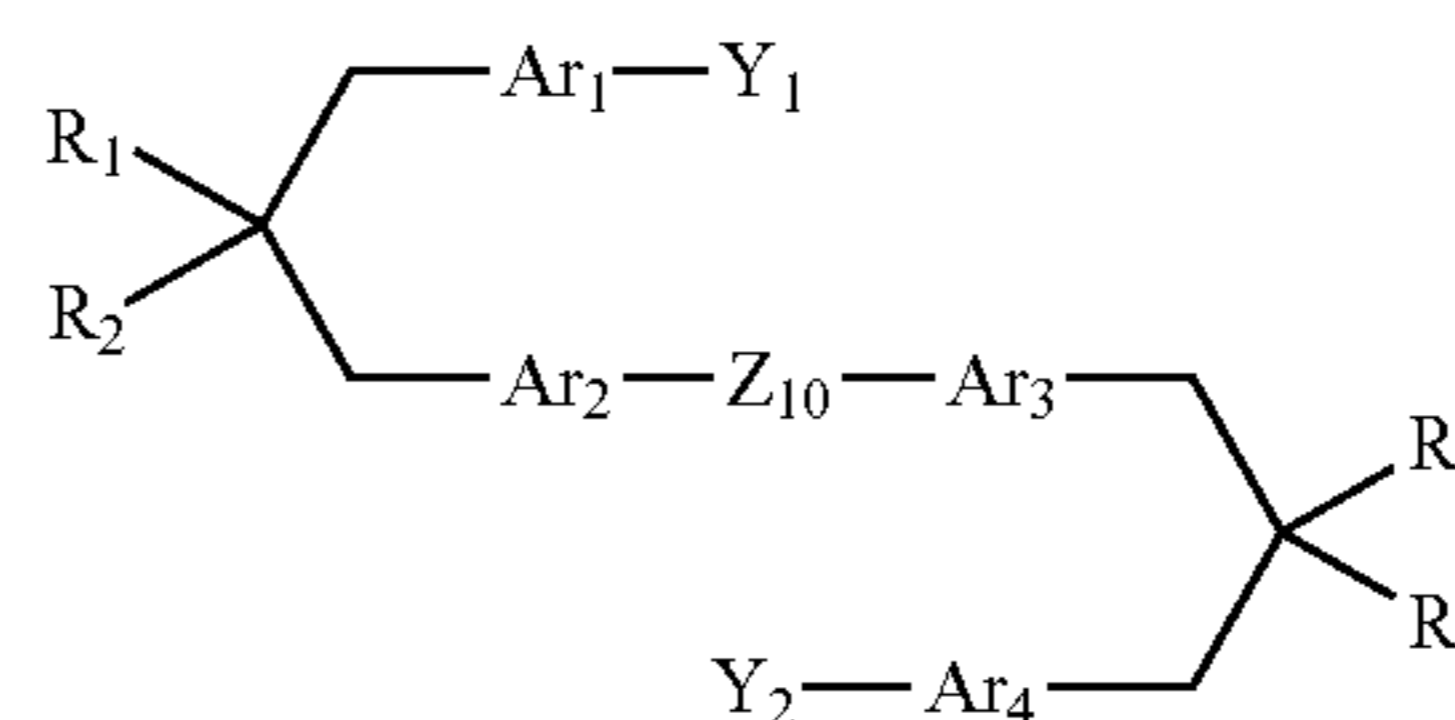 Ar₁ Y₁
R₁
R₂
Ar₂ Z₁₀ Ar₃
R
R
Y₂ Ar₄